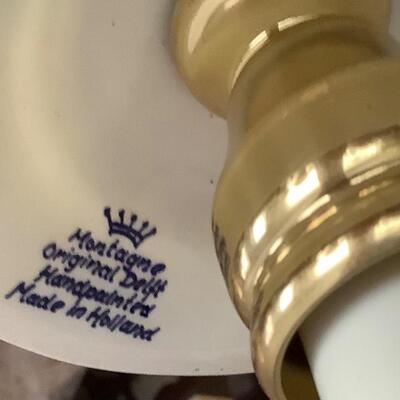 Montagne
Original Delft
Handpainted
Made in Holland